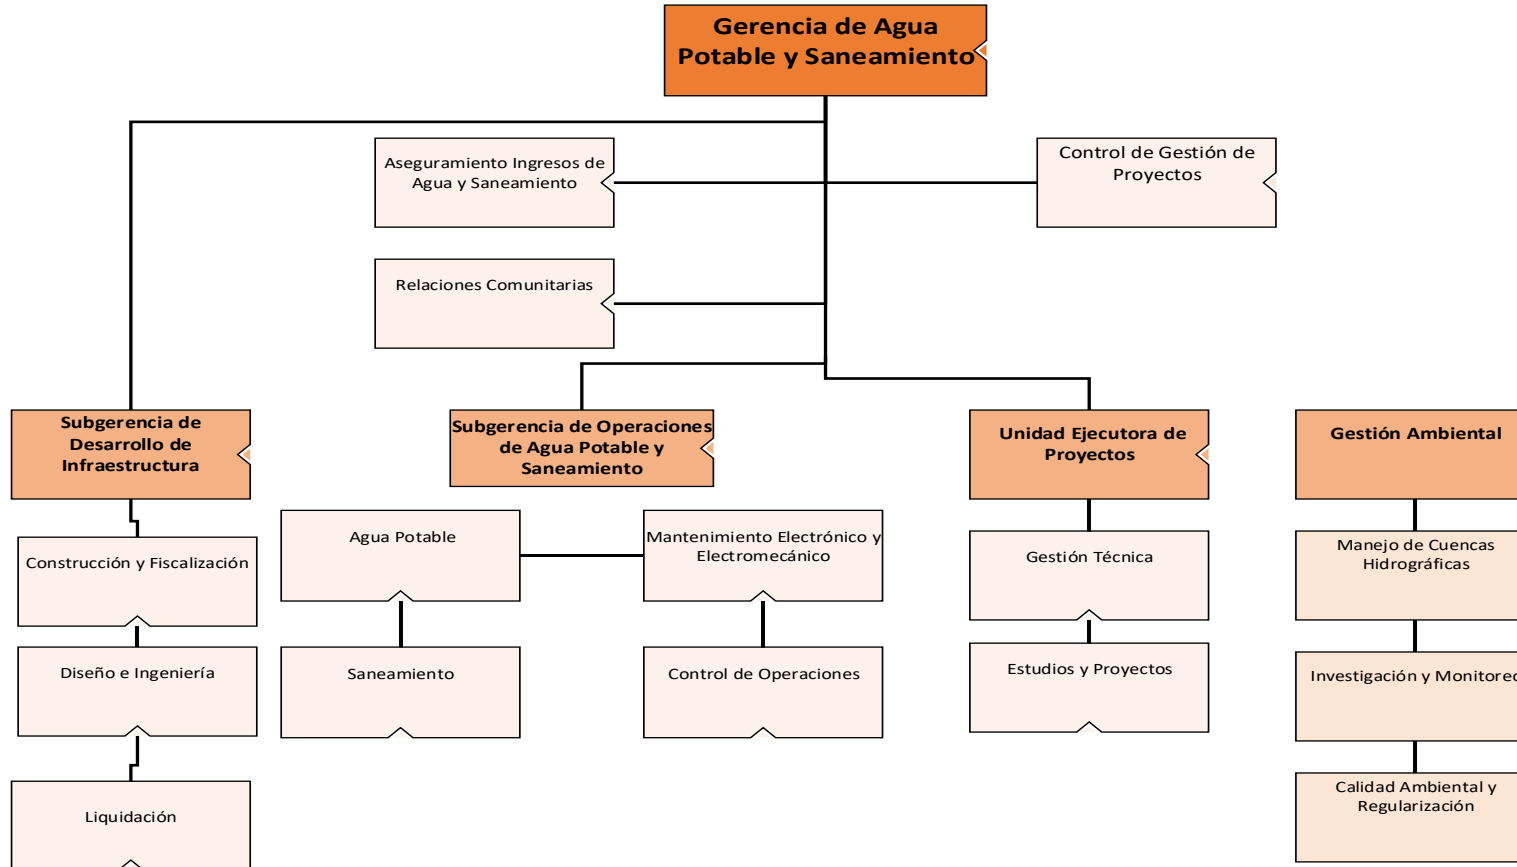 Gerencia de Agua
Potable y Saneamiento
Aseguramiento Ingresos de
Agua y Saneamiento
Control de Gestión de
Proyectos
Relaciones Comunitarias
Subgerencia de
Desarrollo de
Infraestructura
Subgerencia de Operaciones
de Agua Potable y
Saneamiento
Unidad Ejecutora de
Proyectos
Gestión Ambiental
Construcción y Fiscalización
Agua Potable
Mantenimiento Electrónico y
Electromecánico
Gestión Técnica
Manejo de Cuencas
Hidrográficas
Diseño e Ingeniería
Saneamiento
Control de Operaciones
Estudios y Proyectos
Investigación y Monitoreo
Liquidación
Calidad Ambiental y
Regularización